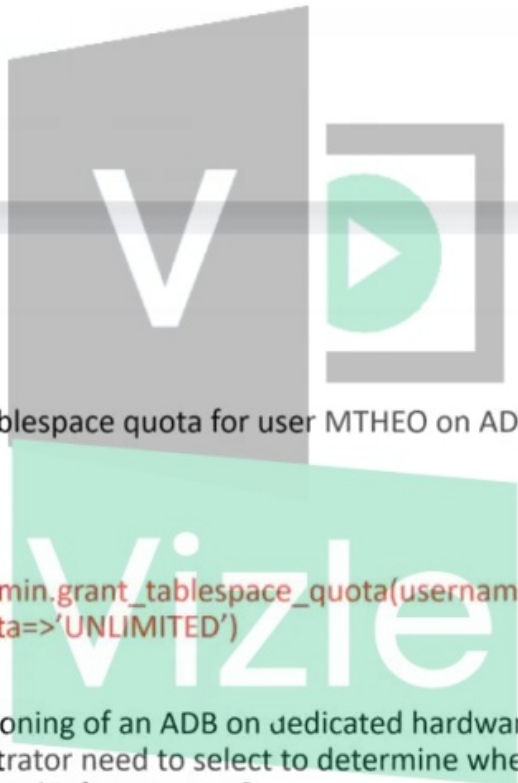 V
blespace quota for user MTHEO on AD
min.grant_tablespace_quota(usernam
ta=>'UNLIMITED')
Vizle
oning of an ADB on dedicated hardwar
trator need to select to determine whe